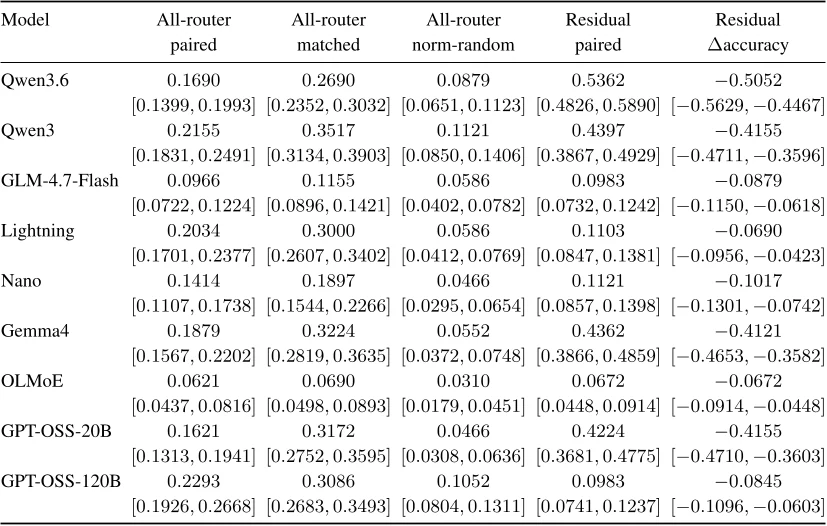 Model All-router All-router All-router Residual Residual
paired matched norm-random paired Δaccuracy
Qwen3.6 0.1690 0.2690 0.0879 0.5362 −0.5052
[0.1399, 0.1993] [0.2352, 0.3032] [0.0651, 0.1123] [0.4826, 0.5890] [−0.5629, −0.4467]
Qwen3 0.2155 0.3517 0.1121 0.4397 −0.4155
[0.1831, 0.2491] [0.3134, 0.3903] [0.0850, 0.1406] [0.3867, 0.4929] [−0.4711, −0.3596]
GLM-4.7-Flash 0.0966 0.1155 0.0586 0.0983 −0.0879
[0.0722, 0.1224] [0.0896, 0.1421] [0.0402, 0.0782] [0.0732, 0.1242] [−0.1150, −0.0618]
Lightning 0.2034 0.3000 0.0586 0.1103 −0.0690
[0.1701, 0.2377] [0.2607, 0.3402] [0.0412, 0.0769] [0.0847, 0.1381] [−0.0956, −0.0423]
Nano 0.1414 0.1897 0.0466 0.1121 −0.1017
[0.1107, 0.1738] [0.1544, 0.2266] [0.0295, 0.0654] [0.0857, 0.1398] [−0.1301, −0.0742]
Gemma4 0.1879 0.3224 0.0552 0.4362 −0.4121
[0.1567, 0.2202] [0.2819, 0.3635] [0.0372, 0.0748] [0.3866, 0.4859] [−0.4653, −0.3582]
OLMoE 0.0621 0.0690 0.0310 0.0672 −0.0672
[0.0437, 0.0816] [0.0498, 0.0893] [0.0179, 0.0451] [0.0448, 0.0914] [−0.0914, −0.0448]
GPT-OSS-20B 0.1621 0.3172 0.0466 0.4224 −0.4155
[0.1313, 0.1941] [0.2752, 0.3595] [0.0308, 0.0636] [0.3681, 0.4775] [−0.4710, −0.3603]
GPT-OSS-120B 0.2293 0.3086 0.1052 0.0983 −0.0845
[0.1926, 0.2668] [0.2683, 0.3493] [0.0804, 0.1311] [0.0741, 0.1237] [−0.1096, −0.0603]